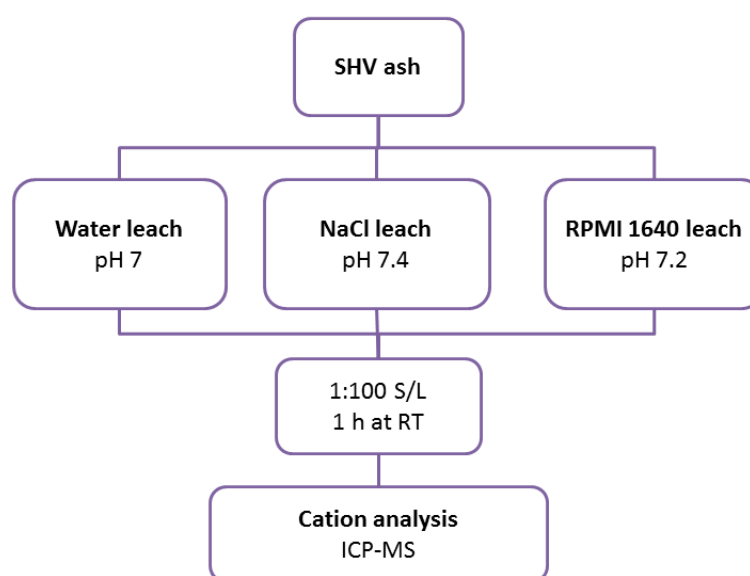 SHV ash
Water leach
pH 7
NaCl leach
pH 7.4
RPMI 1640 leach
pH 7.2
1:100 S/L
1 h at RT
Cation analysis
ICP-MS